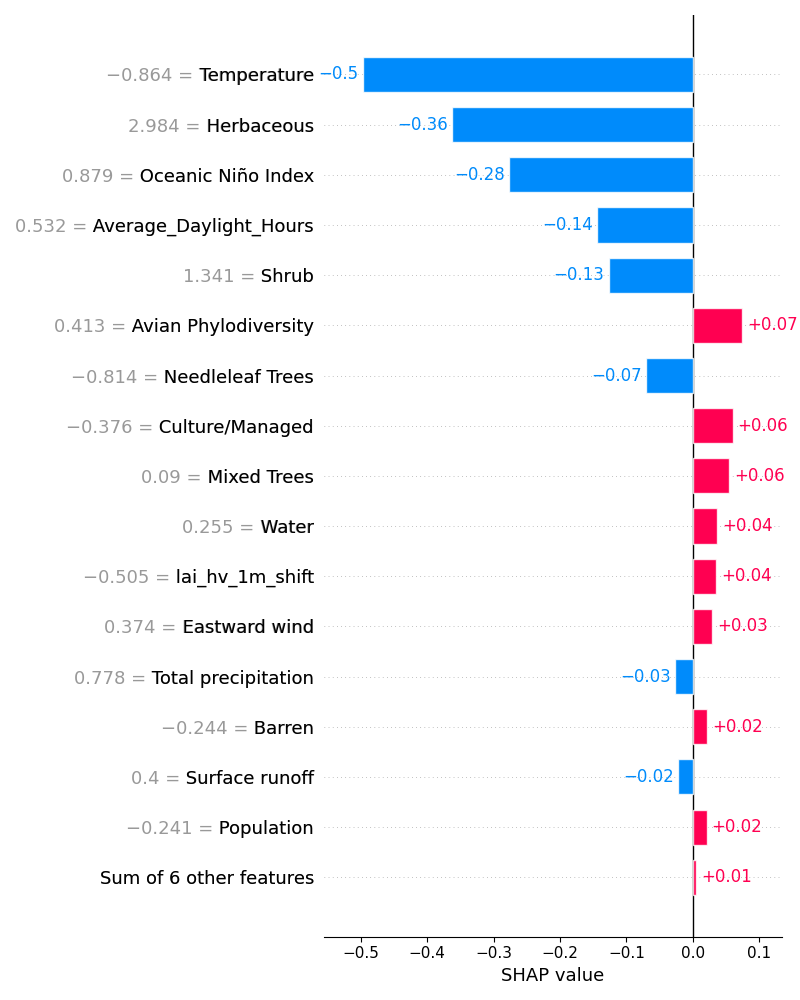 −0.864 = Temperature −0.5
2.984 = Herbaceous −0.36
0.879 = Oceanic Niño Index −0.28
0.532 = Average_Daylight_Hours −0.14
1.341 = Shrub −0.13
0.413 = Avian Phylodiversity +0.07
−0.814 = Needleleaf Trees −0.07
−0.376 = Culture/Managed +0.06
0.09 = Mixed Trees +0.06
0.255 = Water +0.04
−0.505 = lai_hv_1m_shift +0.04
0.374 = Eastward wind +0.03
0.778 = Total precipitation −0.03
−0.244 = Barren +0.02
0.4 = Surface runoff −0.02
−0.241 = Population +0.02
Sum of 6 other features +0.01
−0.5 −0.4 −0.3 −0.2 −0.1 0.0 0.1
SHAP value